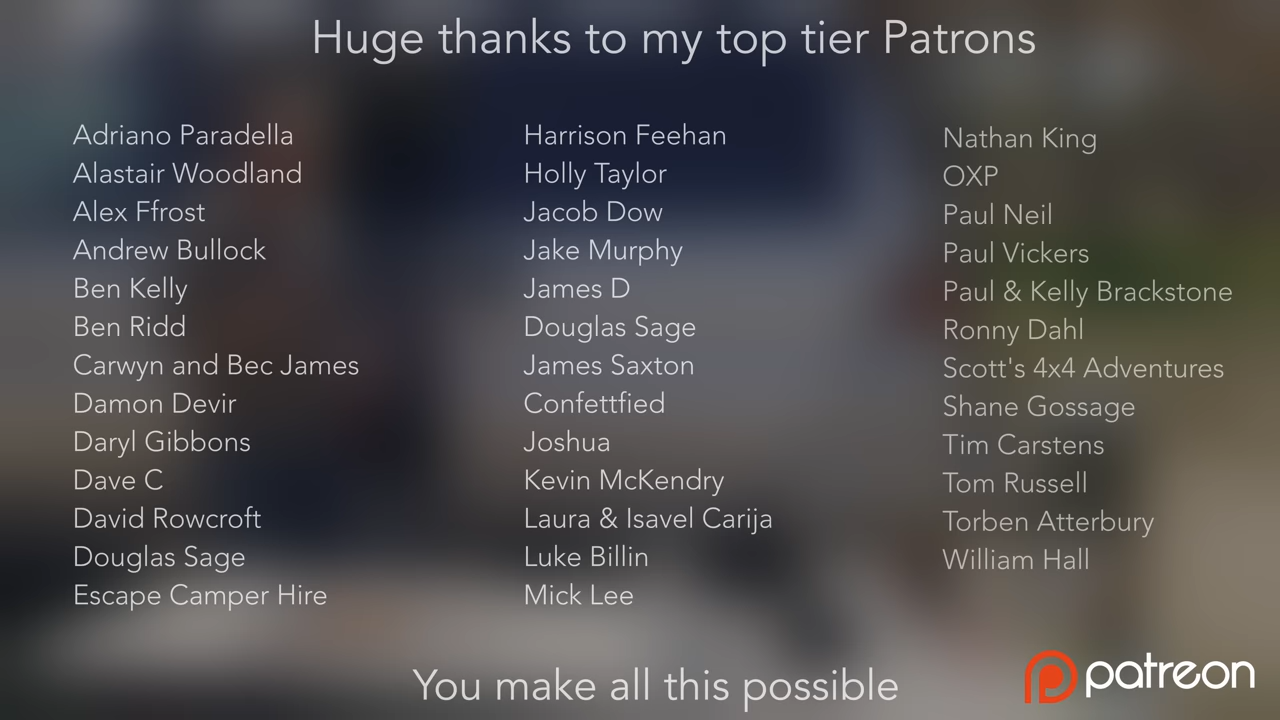 Huge thanks to my top tier Patrons
Adriano Paradella
Alastair Woodland
Alex Ffrost
Andrew Bullock
Ben Kelly
Ben Ridd
Carwyn and Bec James
Damon Devir
Daryl Gibbons
Dave C
David Rowcroft
Douglas Sage
Escape Camper Hire
Harrison Feehan
Holly Taylor
Jacob Dow
Jake Murphy
James D
Douglas Sage
James Saxton
Confettfied
Joshua
Kevin McKendry
Laura & Isavel Carija
Luke Billin
Mick Lee
Nathan King
OXP
Paul Neil
Paul Vickers
Paul & Kelly Brackstone
Ronny Dahl
Scott's 4x4 Adventures
Shane Gossage
Tim Carstens
Tom Russell
Torben Atterbury
William Hall
You make all this possible
patreon